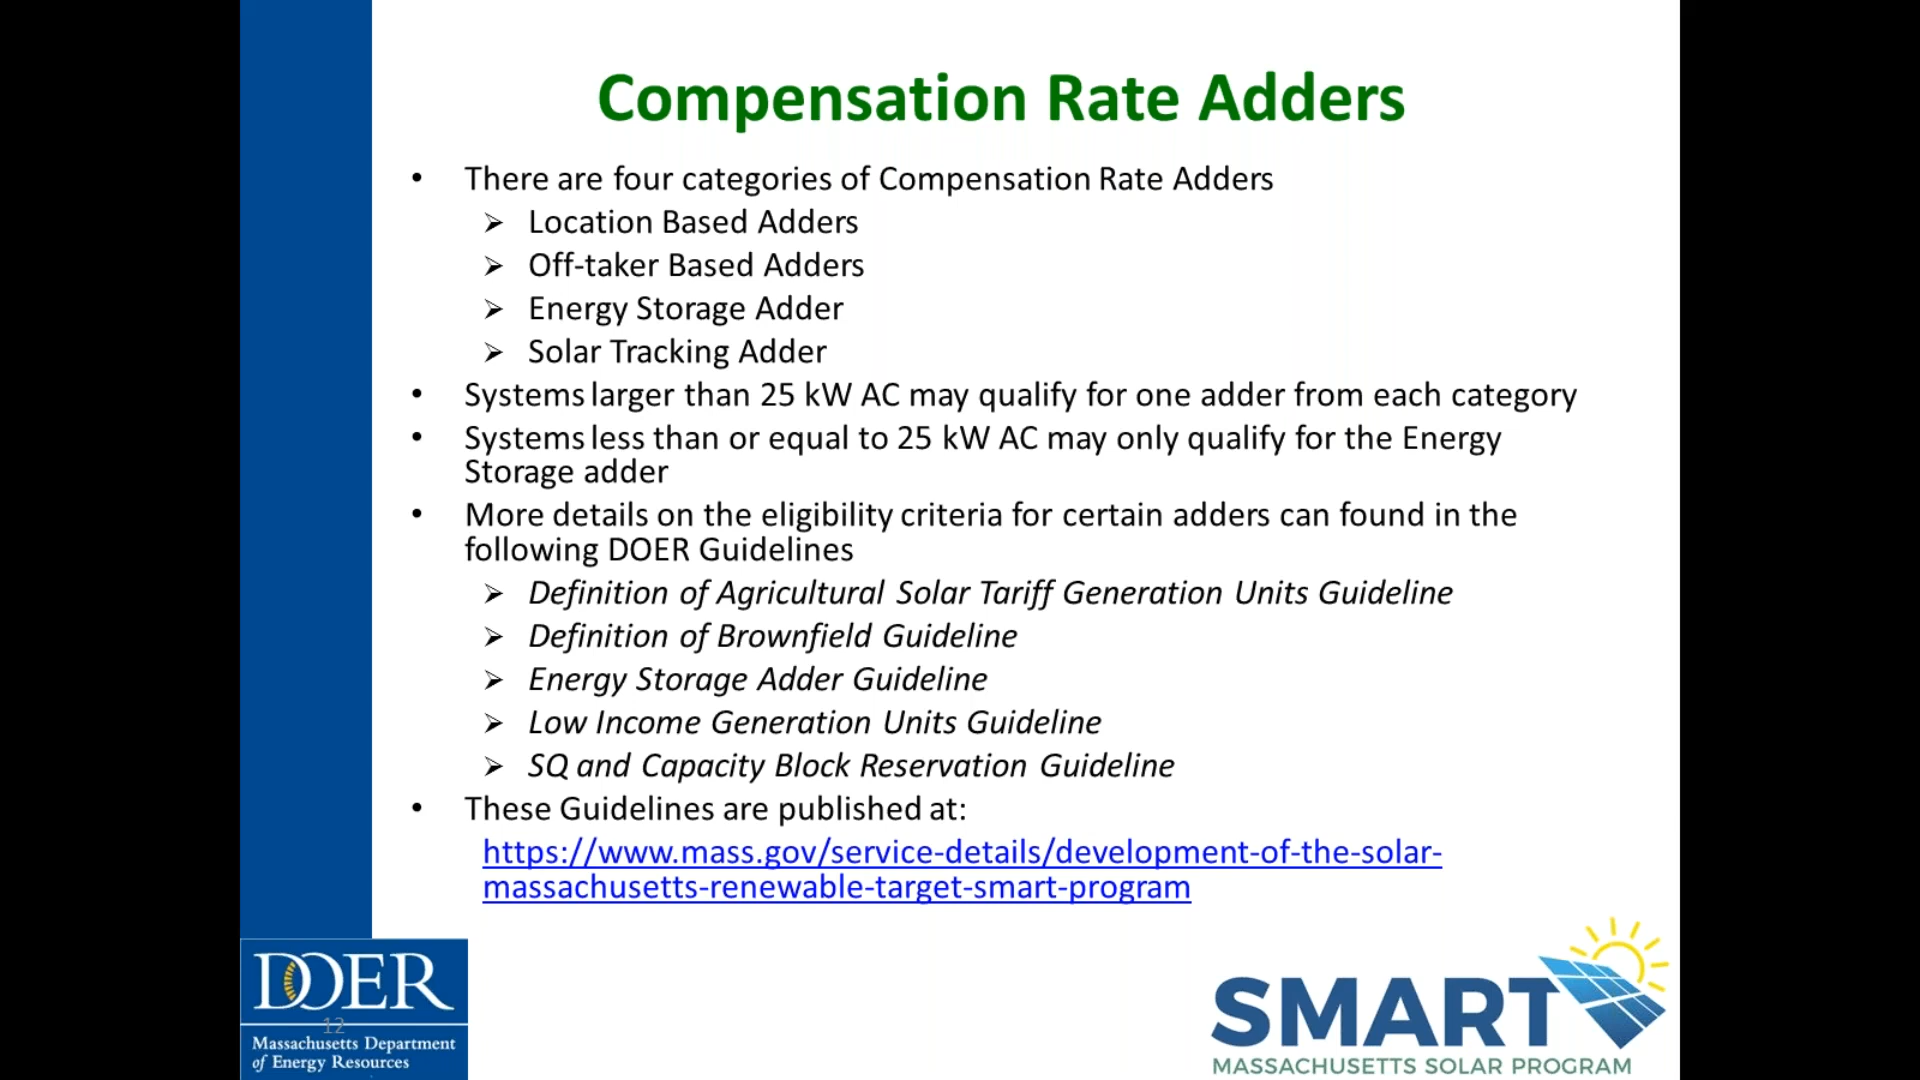 Compensation Rate Adders
• There are four categories of Compensation Rate Adders
➢ Location Based Adders
➢ Off-taker Based Adders
➢ Energy Storage Adder
➢ Solar Tracking Adder
• Systems larger than 25 kW AC may qualify for one adder from each category
• Systems less than or equal to 25 kW AC may only qualify for the Energy
Storage adder
• More details on the eligibility criteria for certain adders can found in the
following DOER Guidelines
➢ Definition of Agricultural Solar Tariff Generation Units Guideline
➢ Definition of Brownfield Guideline
➢ Energy Storage Adder Guideline
➢ Low Income Generation Units Guideline
➢ SQ and Capacity Block Reservation Guideline
• These Guidelines are published at:
https://www.mass.gov/service-details/development-of-the-solar-
massachusetts-renewable-target-smart-program
DOER
12
Massachusetts Department
of Energy Resources
SMART
MASSACHUSETTS SOLAR PROGRAM